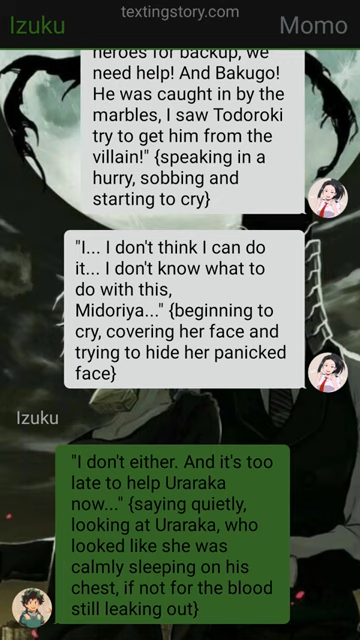 textingstory.com
Izuku
Momo
heroes for backup, we
need help! And Bakugo!
He was caught in by the
marbles, I saw Todoroki
try to get him from the
villain!" {speaking in a
hurry, sobbing and
starting to cry}
"I... I don't think I can do
it... I don't know what to
do with this,
Midoriya..." {beginning to
cry, covering her face and
trying to hide her panicked
face}
Izuku
"I don't either. And it's too
late to help Uraraka
now..." {saying quietly,
looking at Uraraka, who
looked like she was
calmly sleeping on his
chest, if not for the blood
still leaking out}